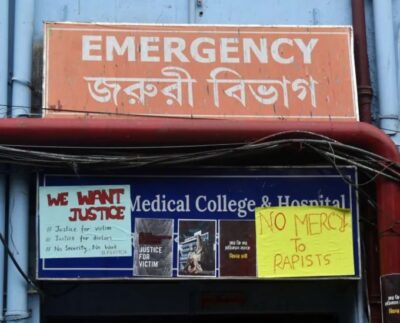 EMERGENCY
জরুরী বিভাগ
Medical College & Hospital
WE WANT
JUSTICE
# Justice for victim
# Justice for doctors
# No Security, No Work
JUSTICE
FOR
VICTIM
NO MERCY
TO
RAPISTS